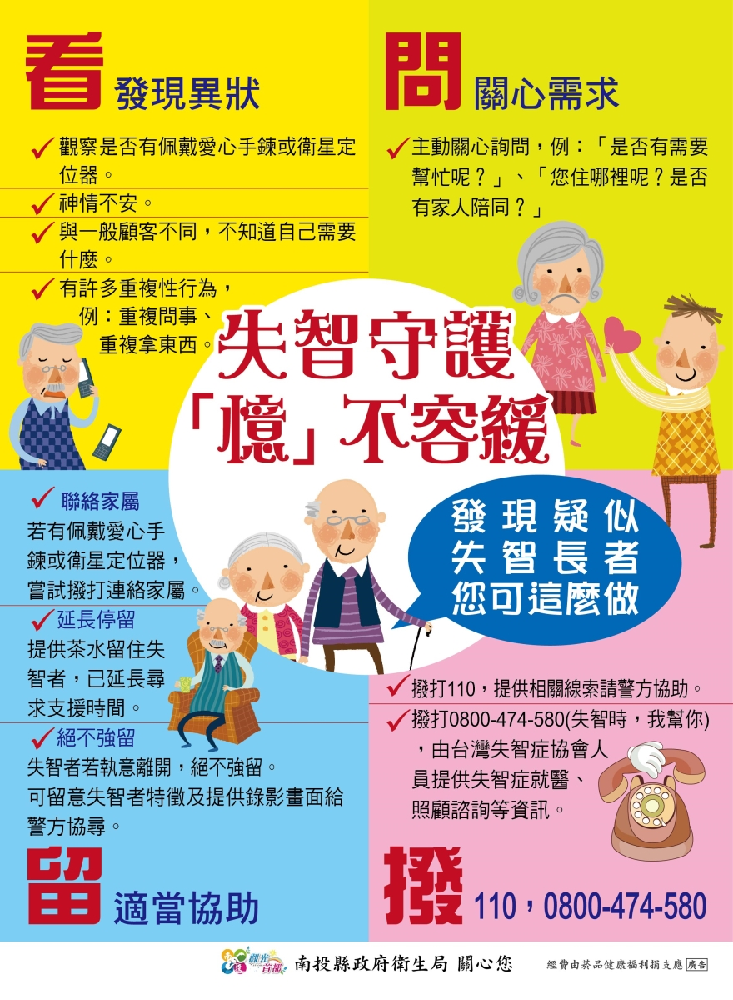 看 發現異狀
觀察是否有佩戴愛心手鍊或衛星定
位器。
神情不安。
與一般顧客不同，不知道自己需要
什麼。
有許多重複性行為，
例：重複問事、
重複拿東西。
問 關心需求
主動關心詢問，例：「是否有需要
幫忙呢？」、「您住哪裡呢？是否
有家人陪同？」
失智守護
「憶」不容緩
發現疑似
失智長者
您可這麼做
聯絡家屬
若有佩戴愛心手
鍊或衛星定位器，
嘗試撥打連絡家屬。
延長停留
提供茶水留住失
智者，已延長尋
求支援時間。
絕不強留
失智者若執意離開，絕不強留。
可留意失智者特徵及提供錄影畫面給
警方協尋。
留 適當協助
撥打110，提供相關線索請警方協助。
撥打0800-474-580(失智時，我幫你)
，由台灣失智症協會人
員提供失智症就醫、
照顧諮詢等資訊。
撥 110，0800-474-580
觀光
首都
南投縣政府衛生局 關心您
經費由菸品健康福利捐支應 廣告